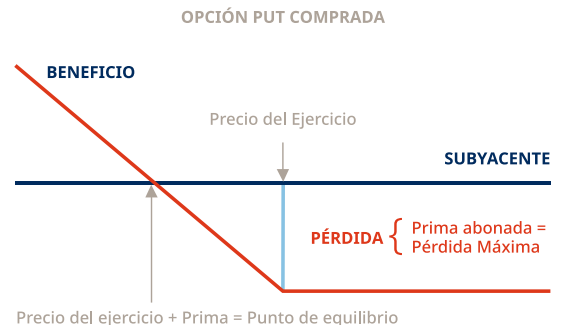 OPCIÓN PUT COMPRADA
BENEFICIO
Precio del Ejercicio
SUBYACENTE
PÉRDIDA { Prima abonada =
Pérdida Máxima
Precio del ejercicio + Prima = Punto de equilibrio